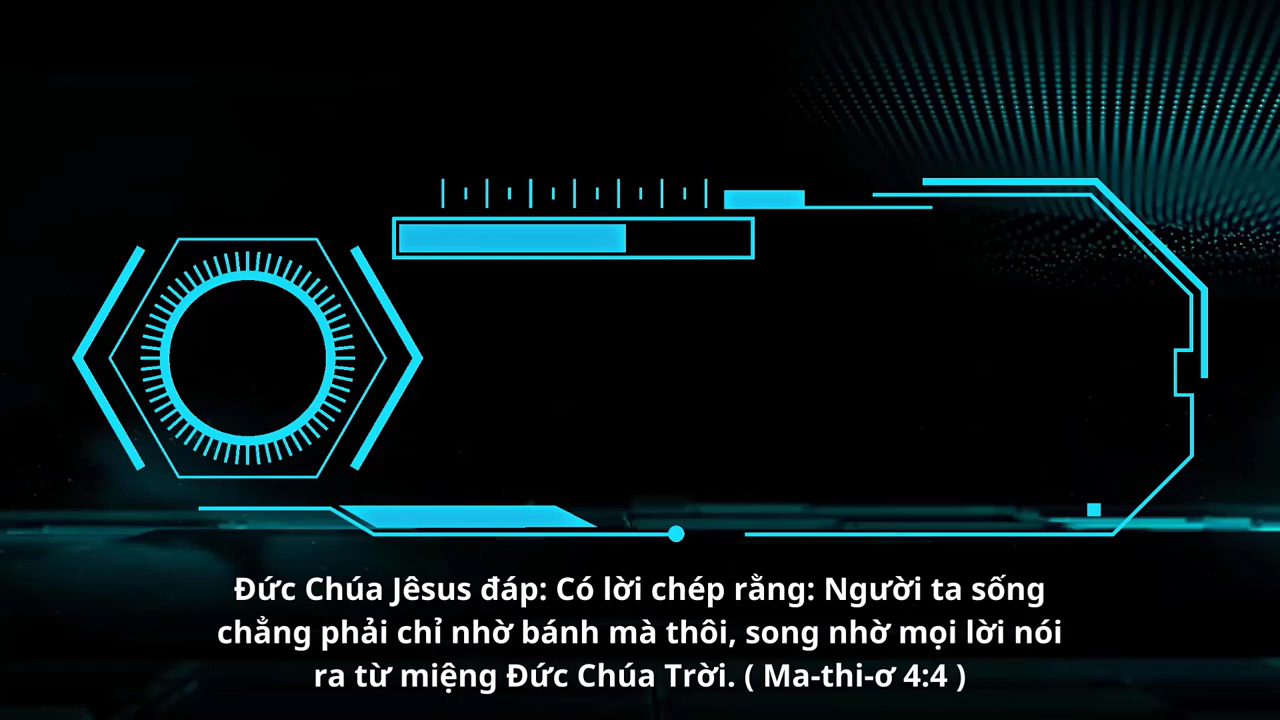 Đức Chúa Jêsus đáp: Có lời chép rằng: Người ta sống
chẳng phải chỉ nhờ bánh mà thôi, song nhờ mọi lời nói
ra từ miệng Đức Chúa Trời. ( Ma-thi-ơ 4:4 )